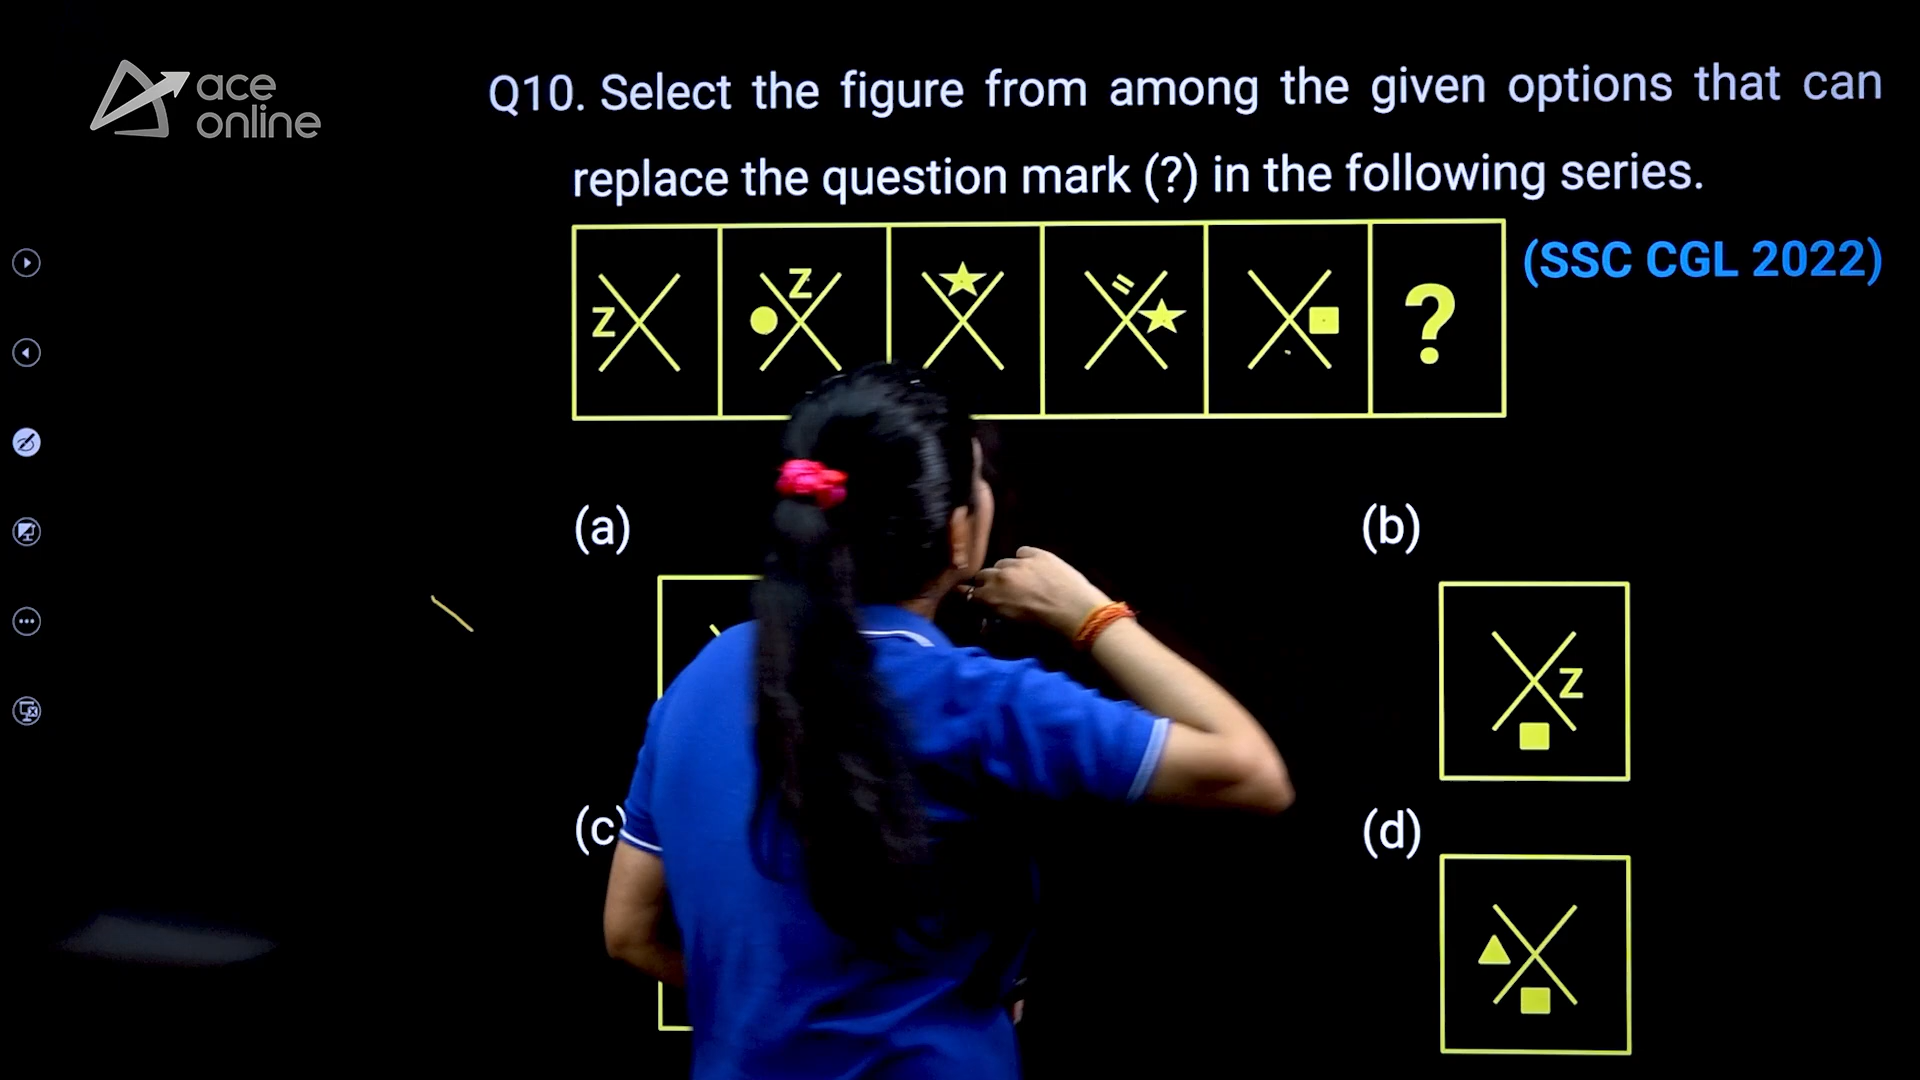 ace
online
Q10. Select the figure from among the given options that can
replace the question mark (?) in the following series.
(SSC CGL 2022)
Z
Z
=
?
(a)
(b)
Z
(c)
(d)